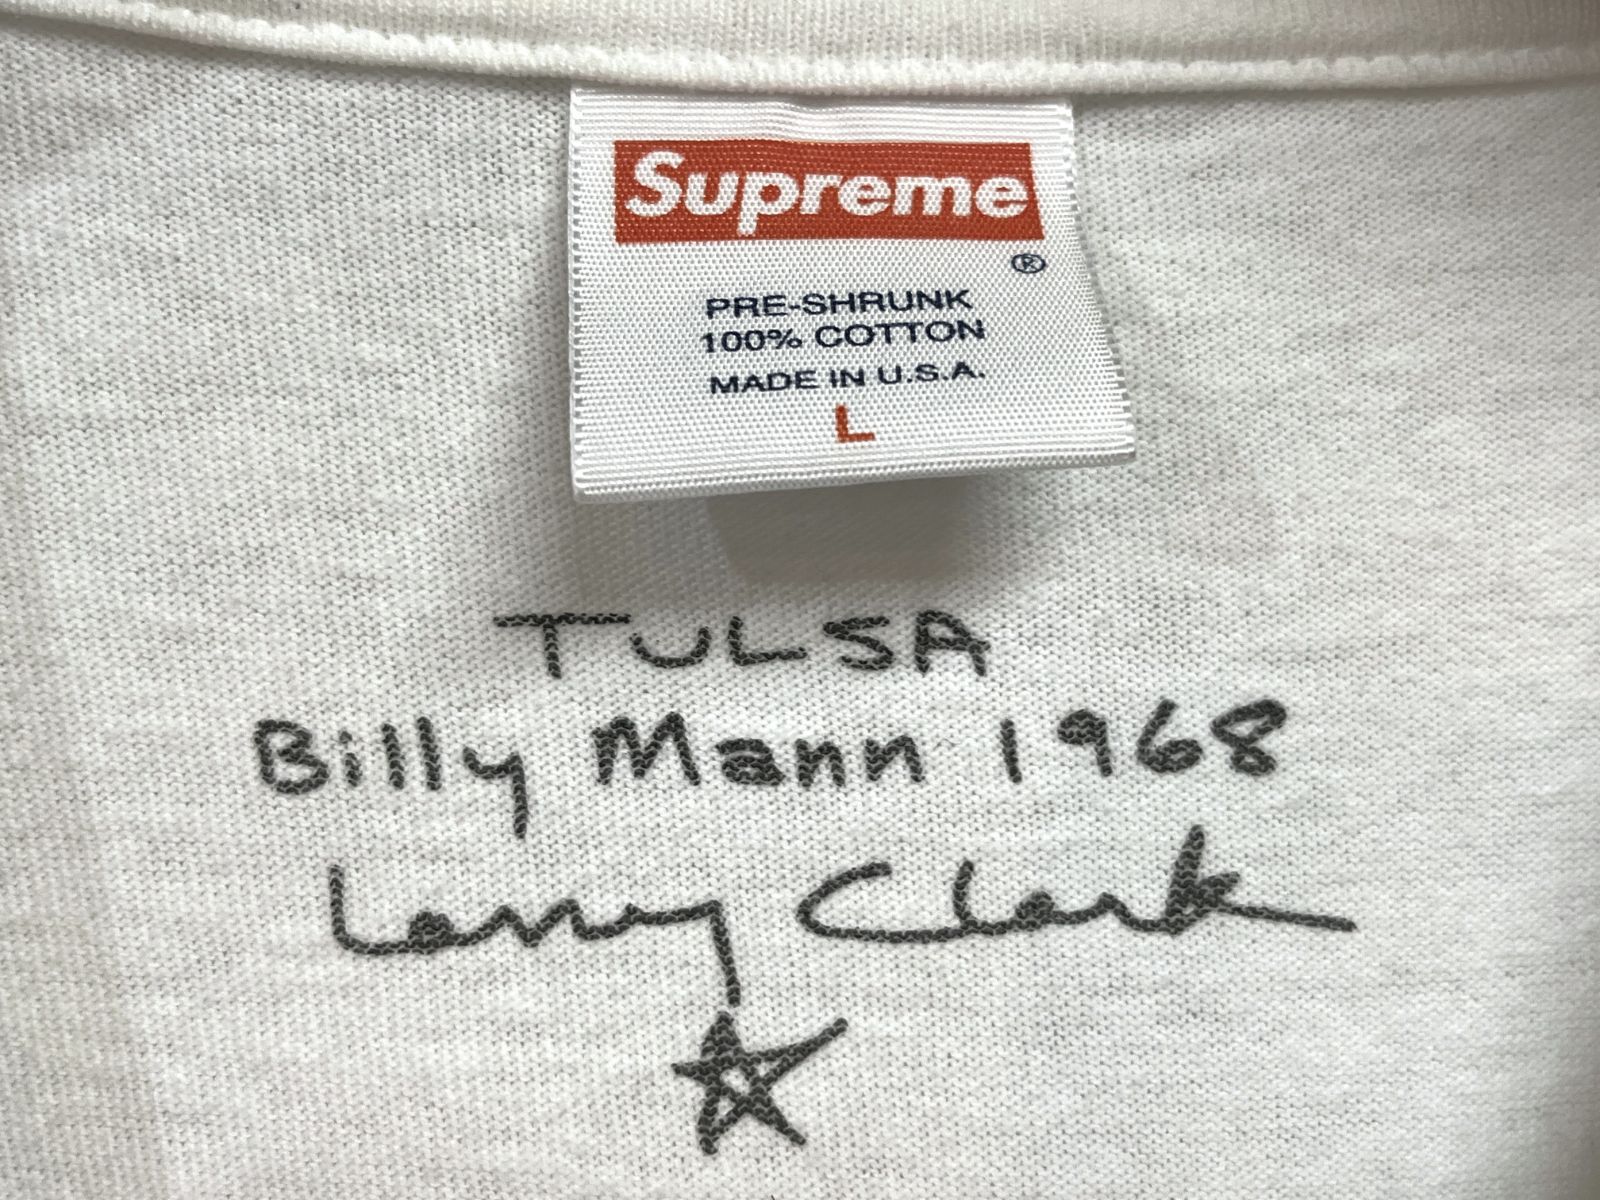 Supreme
®
PRE-SHRUNK
100% COTTON
MADE IN U.S.A.
L
TULSA
Billy Mann 1968
Larry Clark